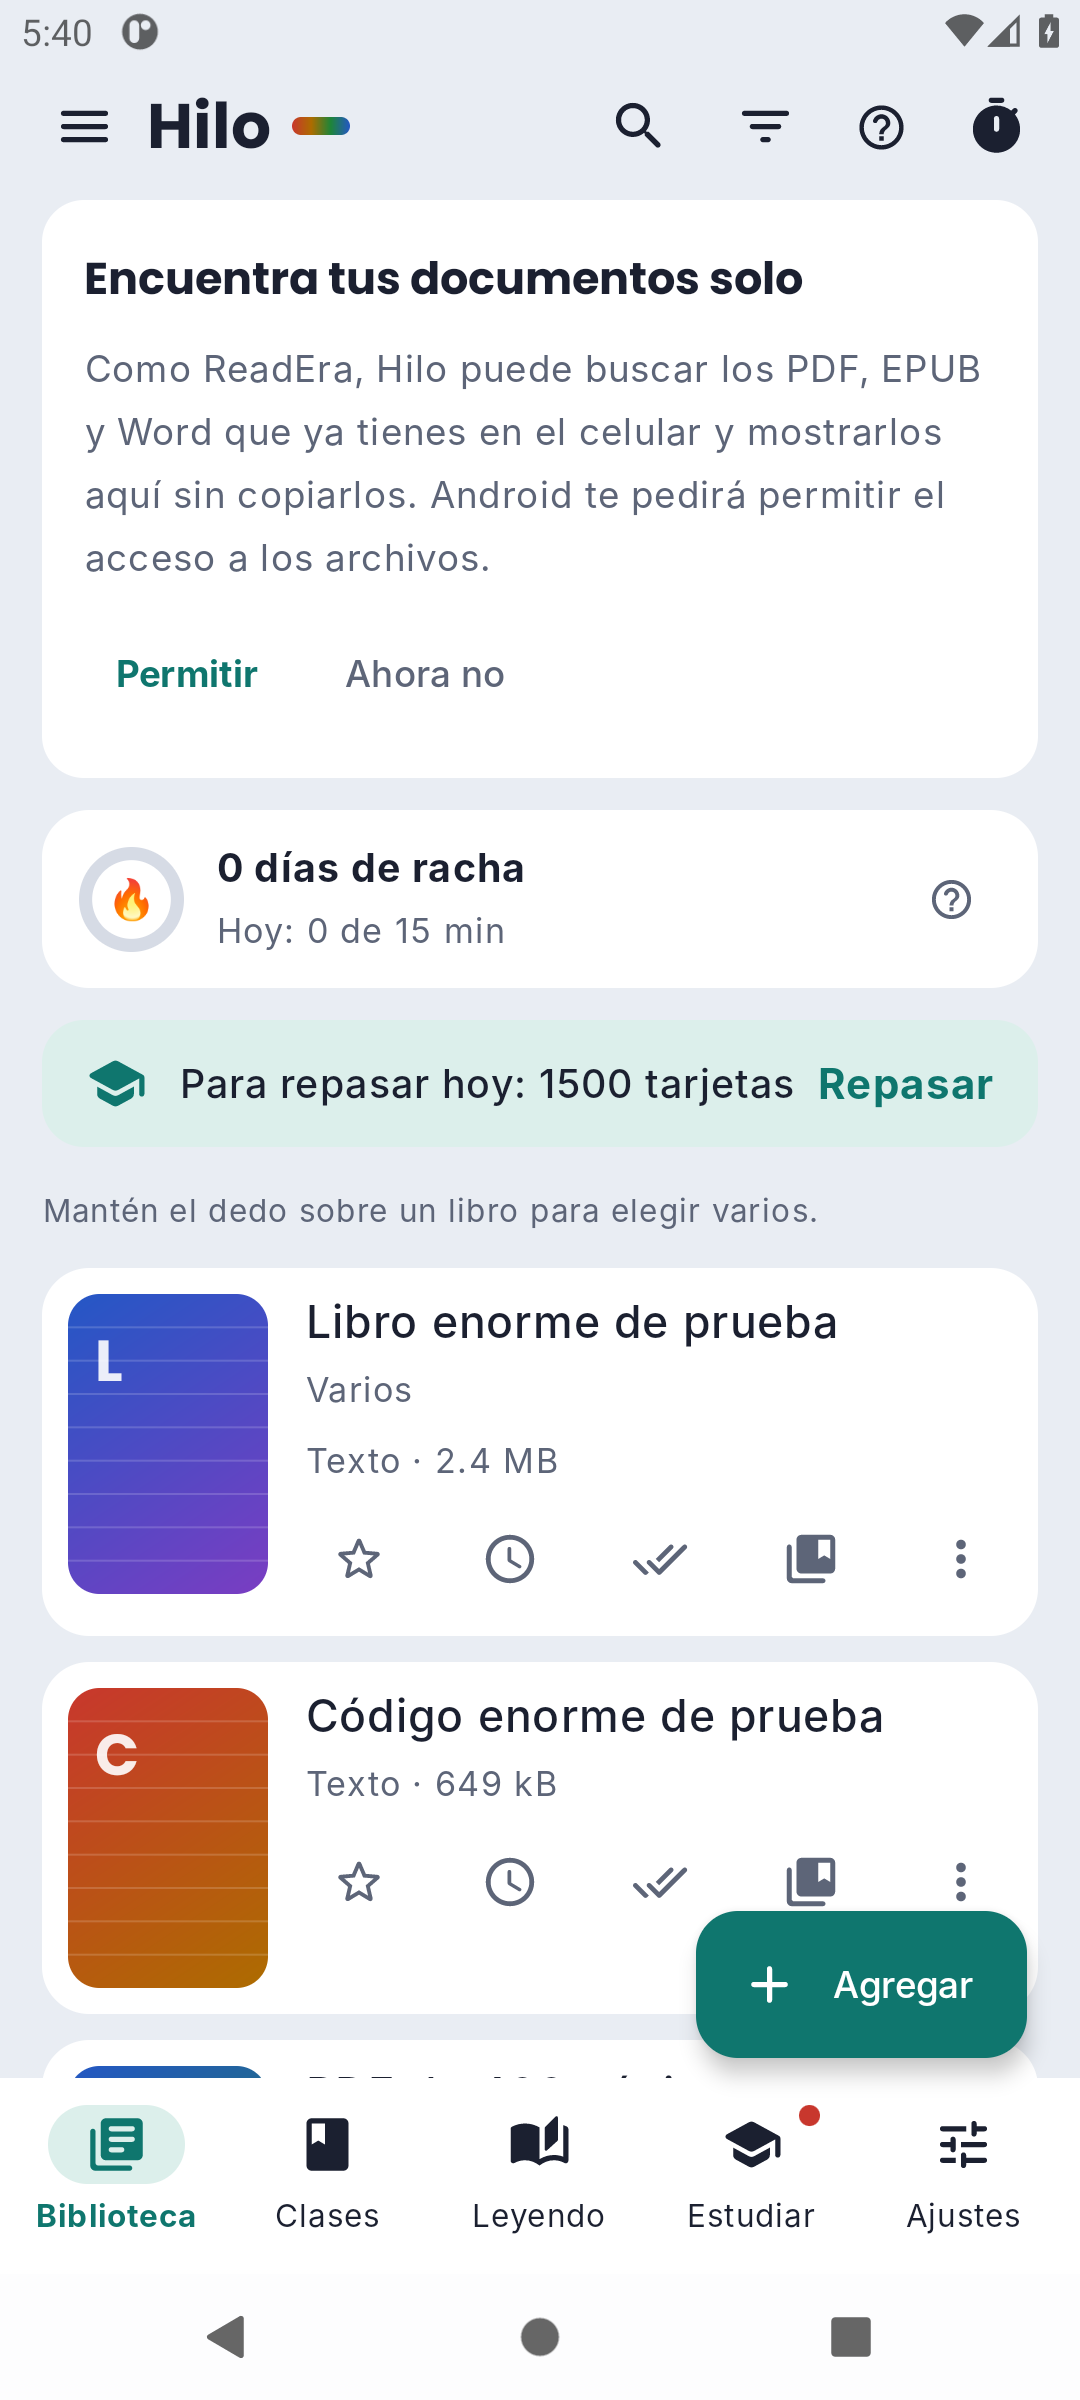 5:40
Hilo
Encuentra tus documentos solo
Como ReadEra, Hilo puede buscar los PDF, EPUB
y Word que ya tienes en el celular y mostrarlos
aquí sin copiarlos. Android te pedirá permitir el
acceso a los archivos.
Permitir Ahora no
0 días de racha
Hoy: 0 de 15 min
Para repasar hoy: 1500 tarjetas Repasar
Mantén el dedo sobre un libro para elegir varios.
L
Libro enorme de prueba
Varios
Texto · 2.4 MB
C
Código enorme de prueba
Texto · 649 kB
Agregar
Biblioteca Clases Leyendo Estudiar Ajustes